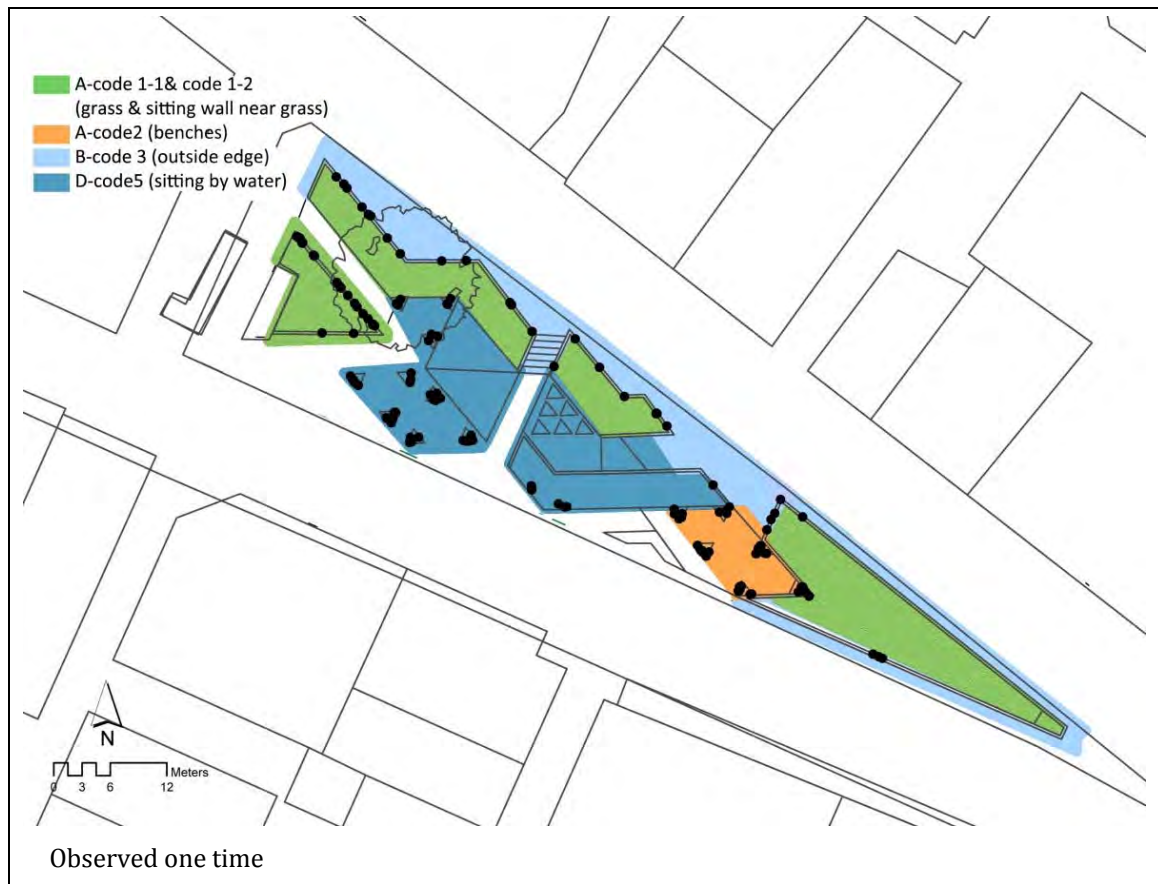 A-code 1-1& code 1-2
(grass & sitting wall near grass)
A-code2 (benches)
B-code 3 (outside edge)
D-code5 (sitting by water)
N
Meters
0 3 6 12
Observed one time